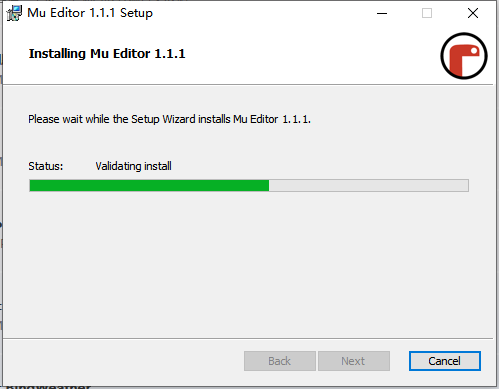 Mu Editor 1.1.1 Setup
Installing Mu Editor 1.1.1
Please wait while the Setup Wizard installs Mu Editor 1.1.1.
Status: Validating install
Back Next Cancel